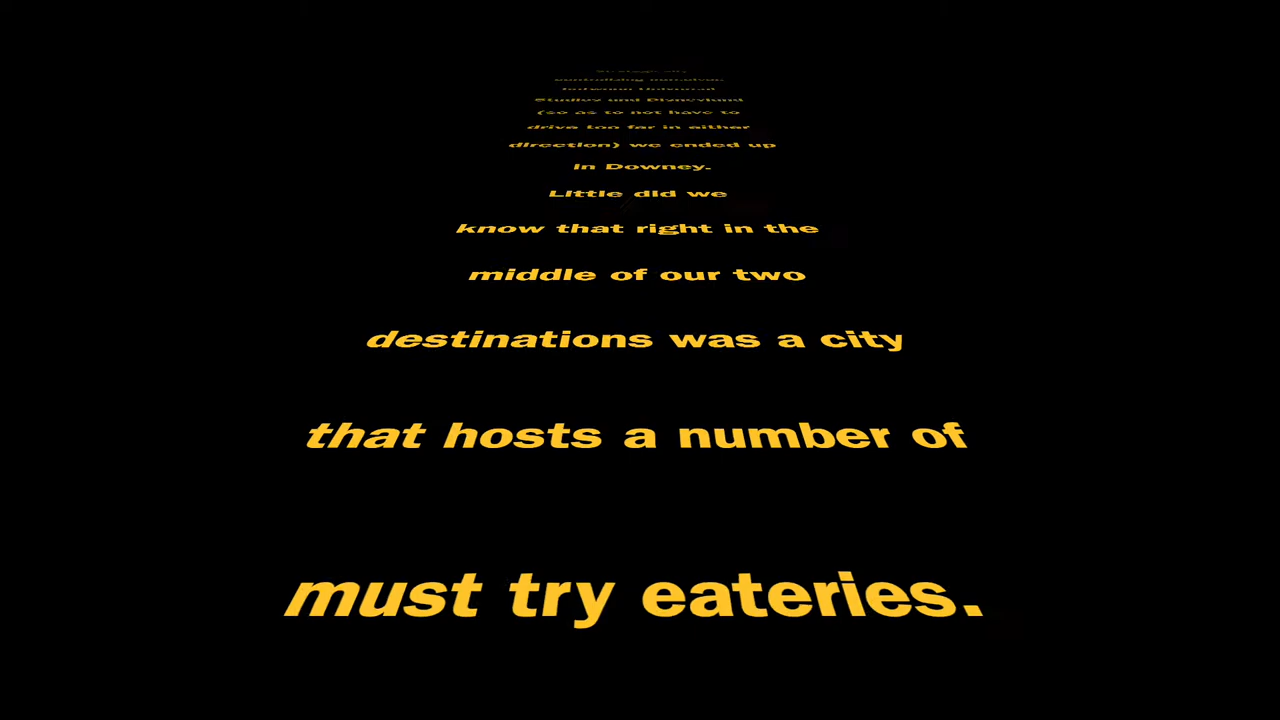 Strategically
controlling ourselves
between Universal
Studios and Disneyland
(so as to not have to
drive too far in either
direction) we ended up
in Downey.
Little did we
know that right in the
middle of our two
destinations was a city
that hosts a number of
must try eateries.